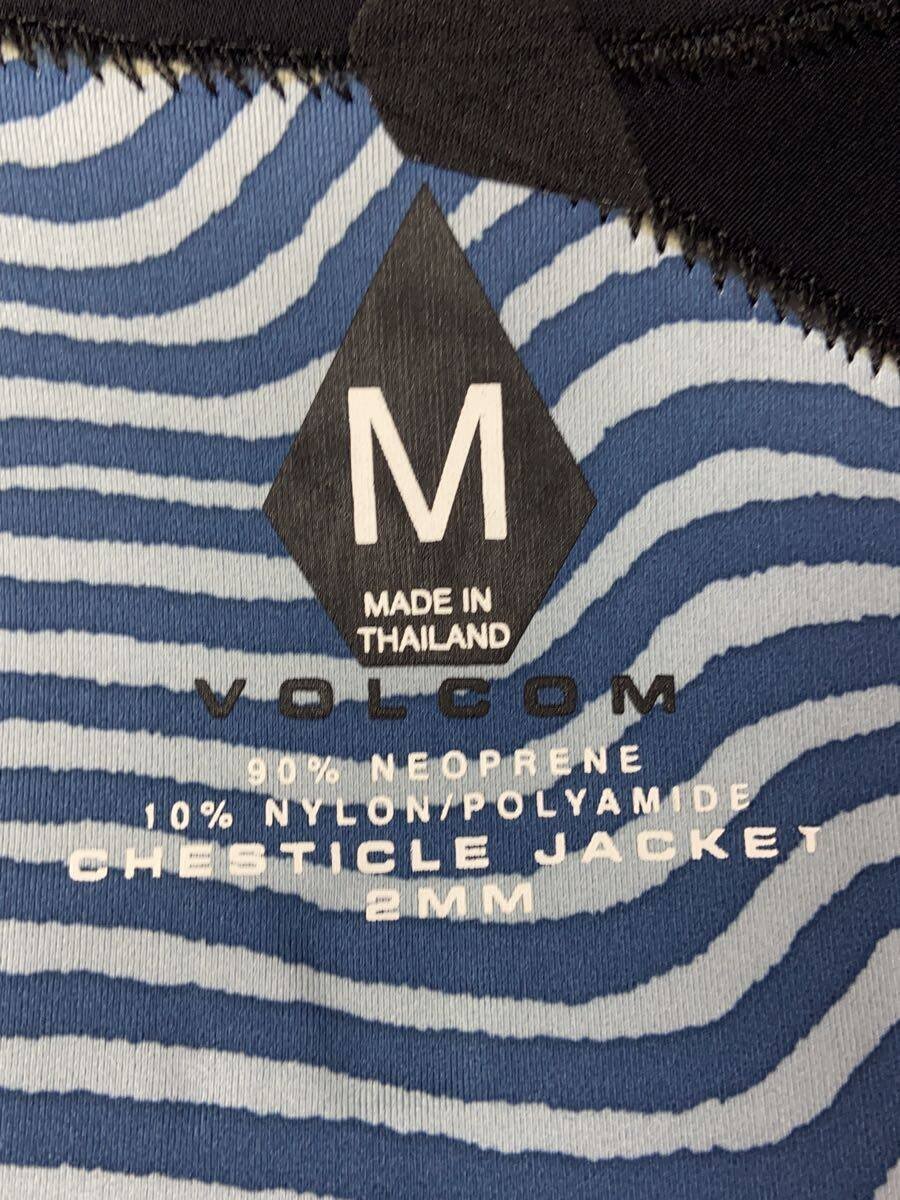 M
MADE IN
THAILAND
VOLCOM
90% NEOPRENE
10% NYLON/POLYAMIDE
CHESTICLE JACKET
2MM